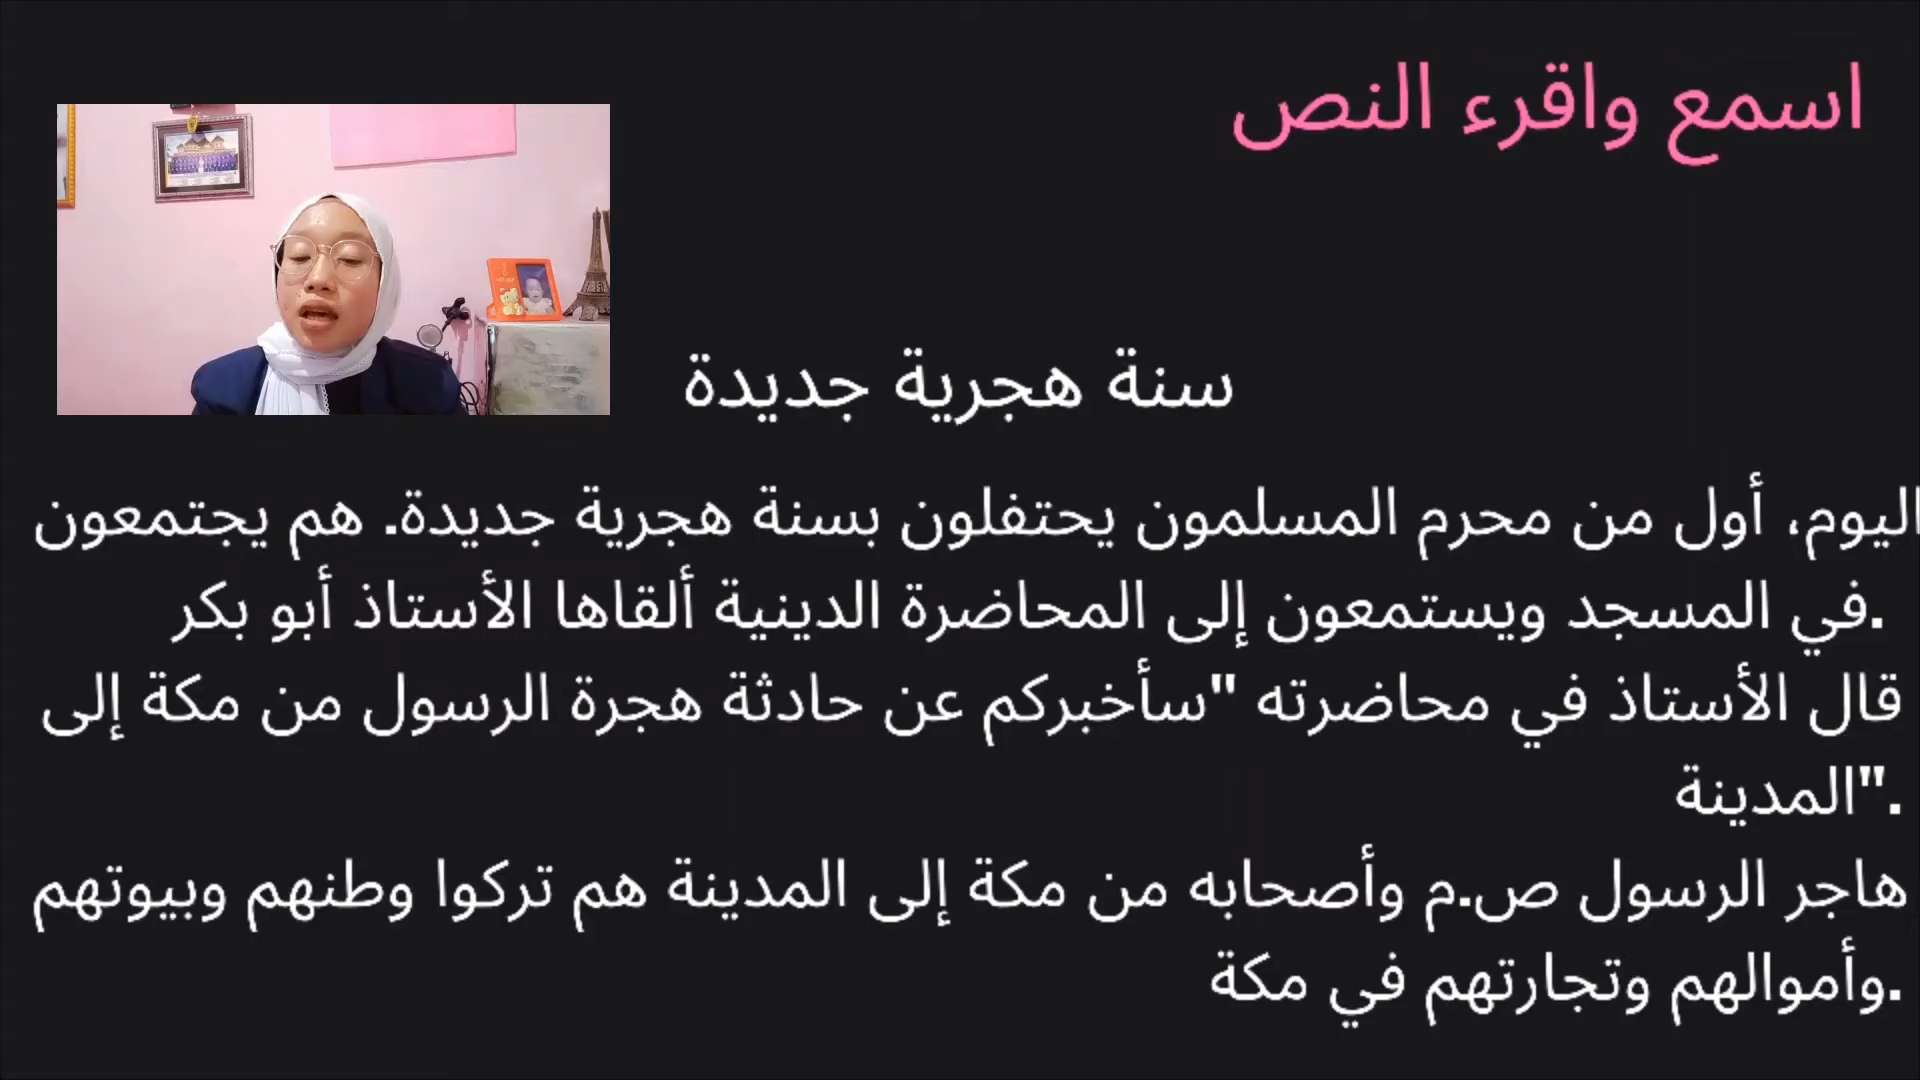 اسمع واقرء النص
سنة هجرية جديدة
اليوم، أول من محرم المسلمون يحتفلون بسنة هجرية جديدة. هم يجتمعون
في المسجد ويستمعون إلى المحاضرة الدينية ألقاها الأستاذ أبو بكر.
قال الأستاذ في محاضرته "سأخبركم عن حادثة هجرة الرسول من مكة إلى
المدينة".
هاجر الرسول ص.م وأصحابه من مكة إلى المدينة هم تركوا وطنهم وبيوتهم
وأموالهم وتجارتهم في مكة.